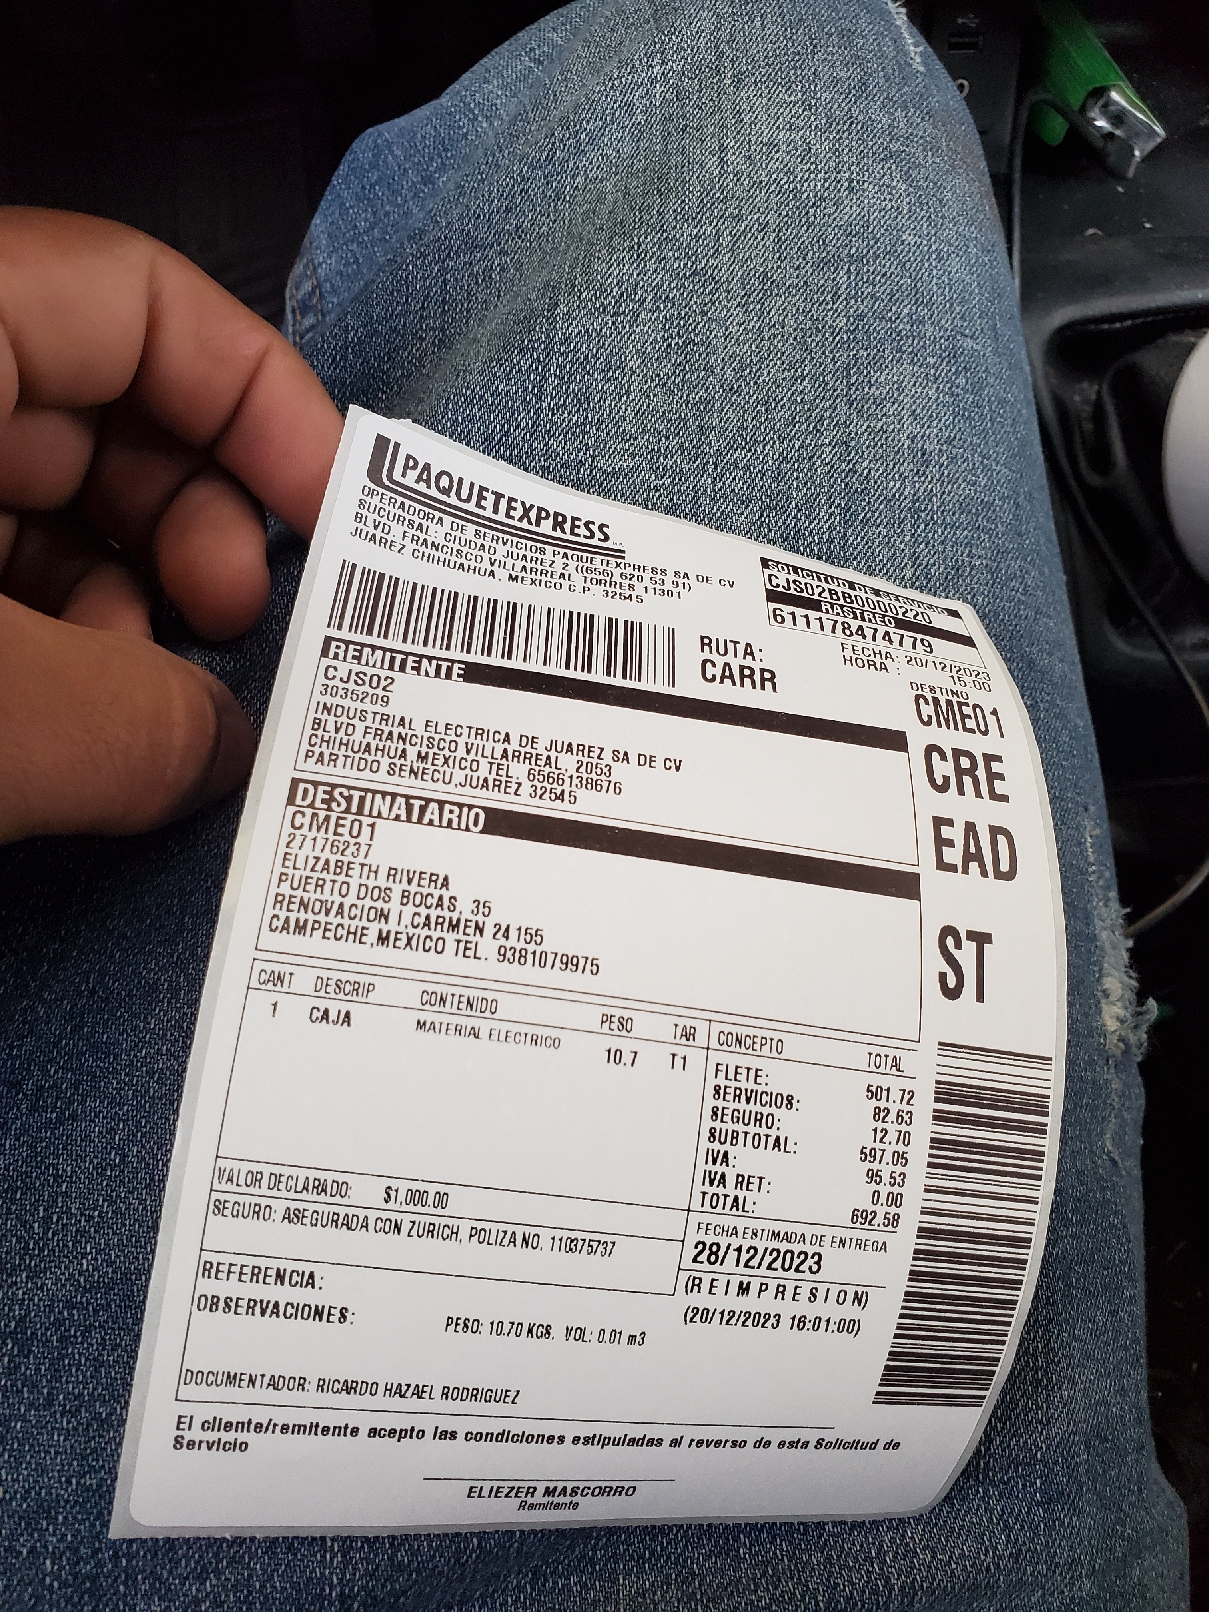 PAQUETEXPRESS
OPERADORA DE SERVICIOS PAQUETEXPRESS SA DE CV
SUCURSAL: CIUDAD JUAREZ 2 ((656) 620 53 91)
BLVD. FRANCISCO VILLARREAL TORRES 11301
JUAREZ CHIHUAHUA, MEXICO C.P. 32545
SOLICITUD DE SERVICIO
CJS02BB0000220
RASTREO
611178474779
FECHA: 20/12/2023
HORA : 15:00
RUTA:
CARR
DESTINO
CME01
CRE
EAD
ST
REMITENTE
CJS02
3035209
INDUSTRIAL ELECTRICA DE JUAREZ SA DE CV
BLVD FRANCISCO VILLARREAL, 2053
CHIHUAHUA,MEXICO TEL. 6566138676
PARTIDO SENECU,JUAREZ 32545
DESTINATARIO
CME01
27176237
ELIZABETH RIVERA
PUERTO DOS BOCAS, 35
RENOVACION I,CARMEN 24155
CAMPECHE,MEXICO TEL. 9381079975
CANT DESCRIP CONTENIDO PESO TAR
1 CAJA MATERIAL ELECTRICO 10.7 T1
CONCEPTO TOTAL
FLETE: 501.72
SERVICIOS: 82.63
SEGURO: 12.70
SUBTOTAL: 597.05
IVA: 95.53
IVA RET: 0.00
TOTAL: 692.58
VALOR DECLARADO: $1,000.00
SEGURO: ASEGURADA CON ZURICH, POLIZA NO. 110375737
FECHA ESTIMADA DE ENTREGA
28/12/2023
(REIMPRESION)
(20/12/2023 16:01:00)
REFERENCIA:
OBSERVACIONES:
PESO: 10.70 KGS. VOL: 0.01 m3
DOCUMENTADOR: RICARDO HAZAEL RODRIGUEZ
El cliente/remitente acepto las condiciones estipuladas al reverso de esta Solicitud de
Servicio
ELIEZER MASCORRO
Remitente